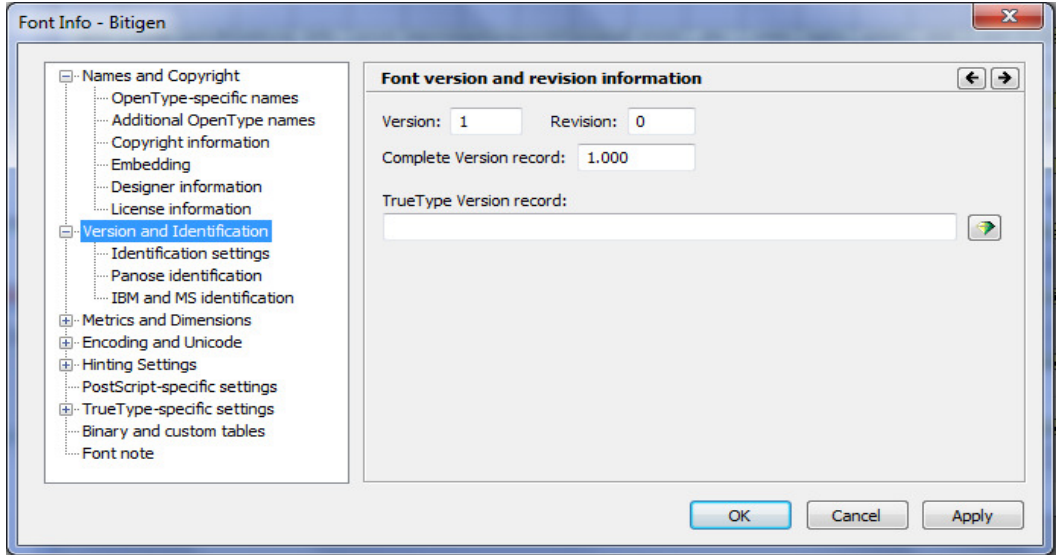 Font Info - Bitigen
Names and Copyright
OpenType-specific names
Additional OpenType names
Copyright information
Embedding
Designer information
License information
Version and Identification
Identification settings
Panose identification
IBM and MS identification
Metrics and Dimensions
Encoding and Unicode
Hinting Settings
PostScript-specific settings
TrueType-specific settings
Binary and custom tables
Font note
Font version and revision information
Version: 1 Revision: 0
Complete Version record: 1.000
TrueType Version record:
OK Cancel Apply